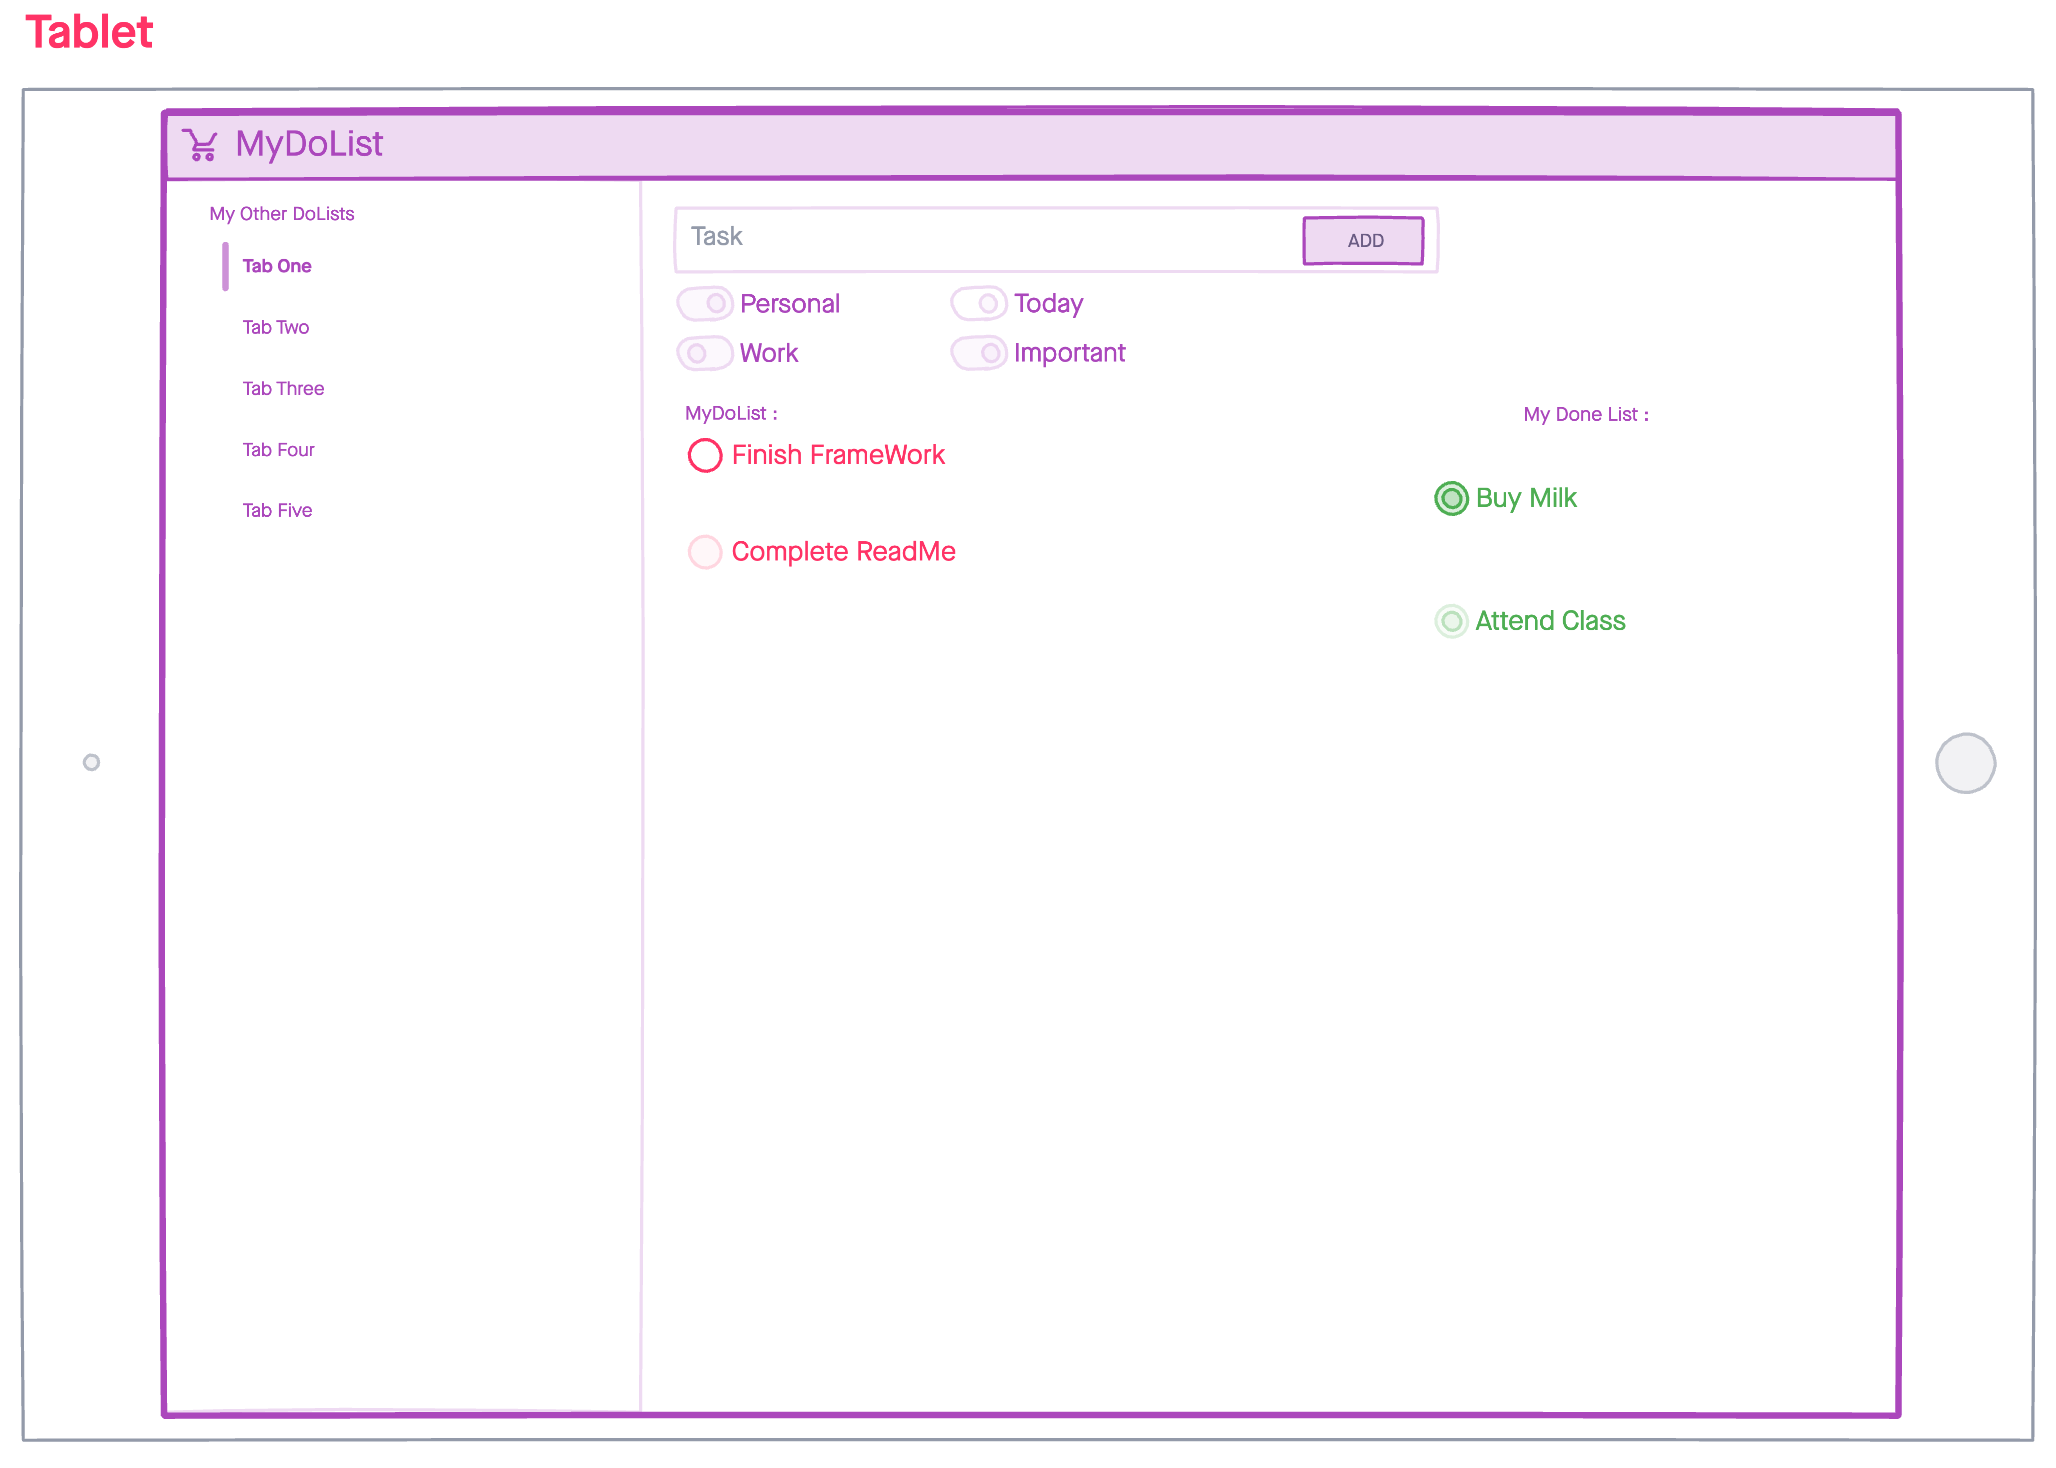 Tablet
MyDoList
My Other DoLists
Tab One
Tab Two
Tab Three
Tab Four
Tab Five
Task
ADD
Personal
Today
Work
Important
MyDoList :
Finish FrameWork
Complete ReadMe
My Done List :
Buy Milk
Attend Class